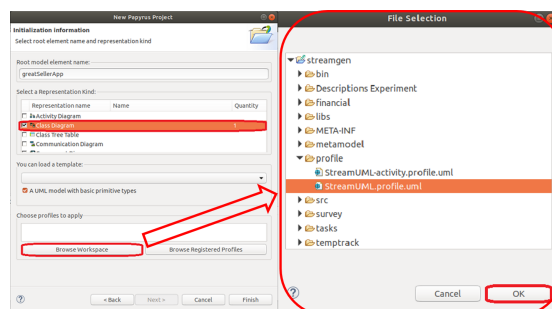 New Papyrus Project
Initialization information
Select root element name and representation kind
Root model element name:
greatSellerApp
Select a Representation Kind:
Representation name Name Quantity
Activity Diagram
Class Diagram 1
Class Tree Table
Communication Diagram
You can load a template:
A UML model with basic primitive types
Choose profiles to apply
Browse Workspace Browse Registered Profiles
< Back Next > Cancel Finish
File Selection
streamgen
bin
Descriptions Experiment
financial
libs
META-INF
metamodel
profile
StreamUML-activity.profile.uml
StreamUML.profile.uml
src
survey
tasks
temptrack
Cancel OK